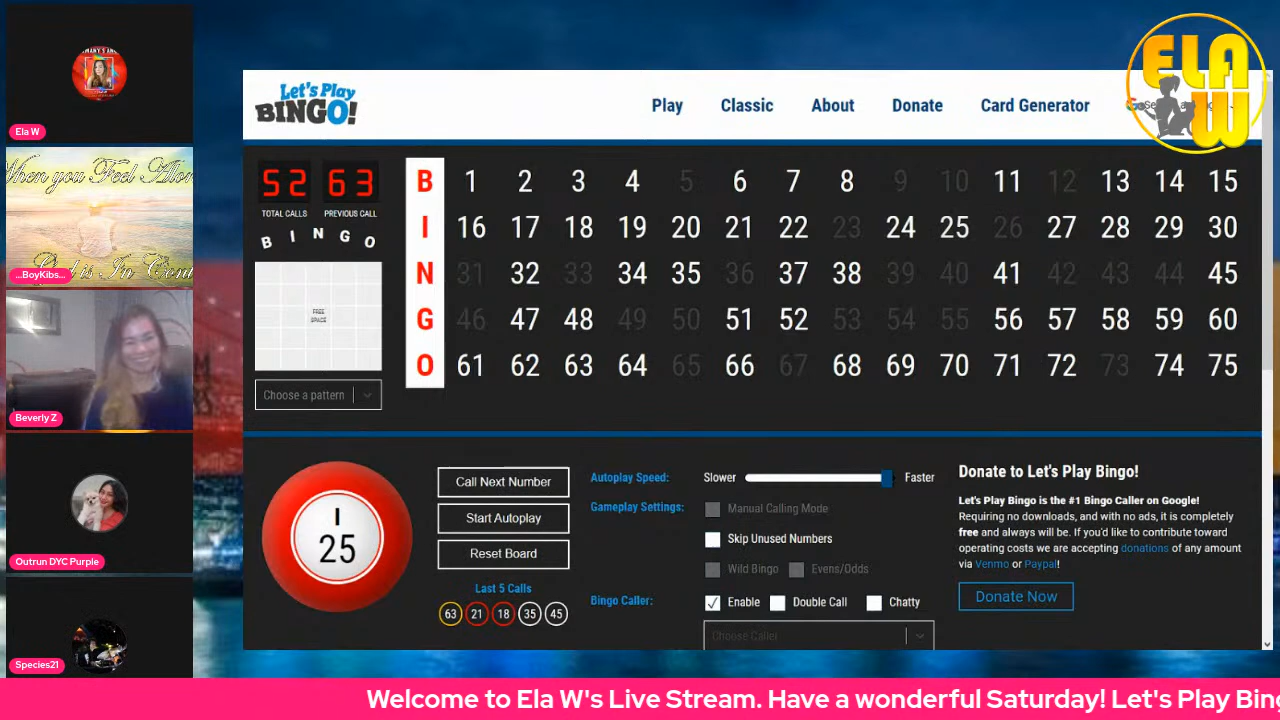 Ela W
When you Feel Alon
God is In Cont
...BoyKibs...
Beverly Z
Outrun DYC Purple
Species21
ELA
W
Let's Play
BINGO!
Play
Classic
About
Donate
Card Generator
52 63
TOTAL CALLS
PREVIOUS CALL
B I N G O
FREE
SPACE
Choose a pattern
B 1 2 3 4 5 6 7 8 9 10 11 12 13 14 15
I 16 17 18 19 20 21 22 23 24 25 26 27 28 29 30
N 31 32 33 34 35 36 37 38 39 40 41 42 43 44 45
G 46 47 48 49 50 51 52 53 54 55 56 57 58 59 60
O 61 62 63 64 65 66 67 68 69 70 71 72 73 74 75
I
25
Call Next Number
Start Autoplay
Reset Board
Last 5 Calls
63 21 18 35 45
Autoplay Speed:
Slower
Faster
Gameplay Settings:
Manual Calling Mode
Skip Unused Numbers
Wild Bingo
Evens/Odds
Bingo Caller:
Enable
Double Call
Chatty
Choose Caller
Donate to Let's Play Bingo!
Let's Play Bingo is the #1 Bingo Caller on Google!
Requiring no downloads, and with no ads, it is completely
free and always will be. If you'd like to contribute toward
operating costs we are accepting donations of any amount
via Venmo or Paypal!
Donate Now
Welcome to Ela W's Live Stream. Have a wonderful Saturday! Let's Play Bing